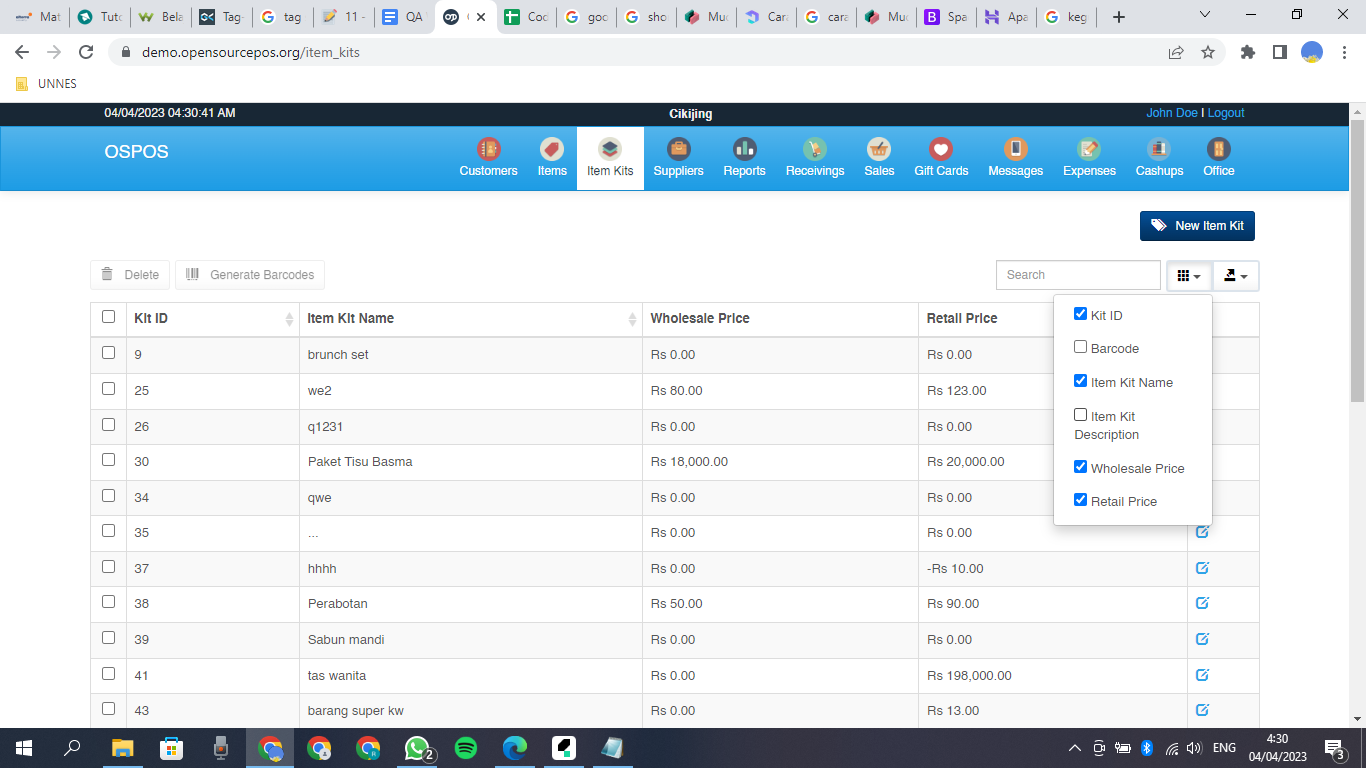 Mat
Tuto
Bela
Tag-
tag
11 -
QA
Cod
goo
sho
Muc
Cara
cara
Muc
Spa
Apa
keg
demo.opensourcepos.org/item_kits
UNNES
04/04/2023 04:30:41 AM
Cikijing
John Doe | Logout
OSPOS
Customers
Items
Item Kits
Suppliers
Reports
Receivings
Sales
Gift Cards
Messages
Expenses
Cashups
Office
New Item Kit
Delete
Generate Barcodes
Search
Kit ID Item Kit Name Wholesale Price Retail Price
9 brunch set Rs 0.00 Rs 0.00
25 we2 Rs 80.00 Rs 123.00
26 q1231 Rs 0.00 Rs 0.00
30 Paket Tisu Basma Rs 18,000.00 Rs 20,000.00
34 qwe Rs 0.00 Rs 0.00
35 ... Rs 0.00 Rs 0.00
37 hhhh Rs 0.00 -Rs 10.00
38 Perabotan Rs 50.00 Rs 90.00
39 Sabun mandi Rs 0.00 Rs 0.00
41 tas wanita Rs 0.00 Rs 198,000.00
43 barang super kw Rs 0.00 Rs 13.00
Kit ID
Barcode
Item Kit Name
Item Kit
Description
Wholesale Price
Retail Price
2
ENG
4:30
04/04/2023
3